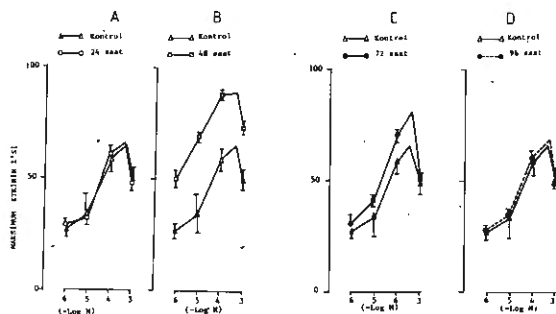 A B C D
Kontrol Kontrol Kontrol Kontrol
24 saat 48 saat 72 saat 96 saat
100 100
50 50
0 0
MAKSIMUM ETKININ %'SI
6 5 4 3 6 5 4 3 6 5 4 3 6 5 4 3
(-Log M) (-Log M) (-Log M) (-Log M)